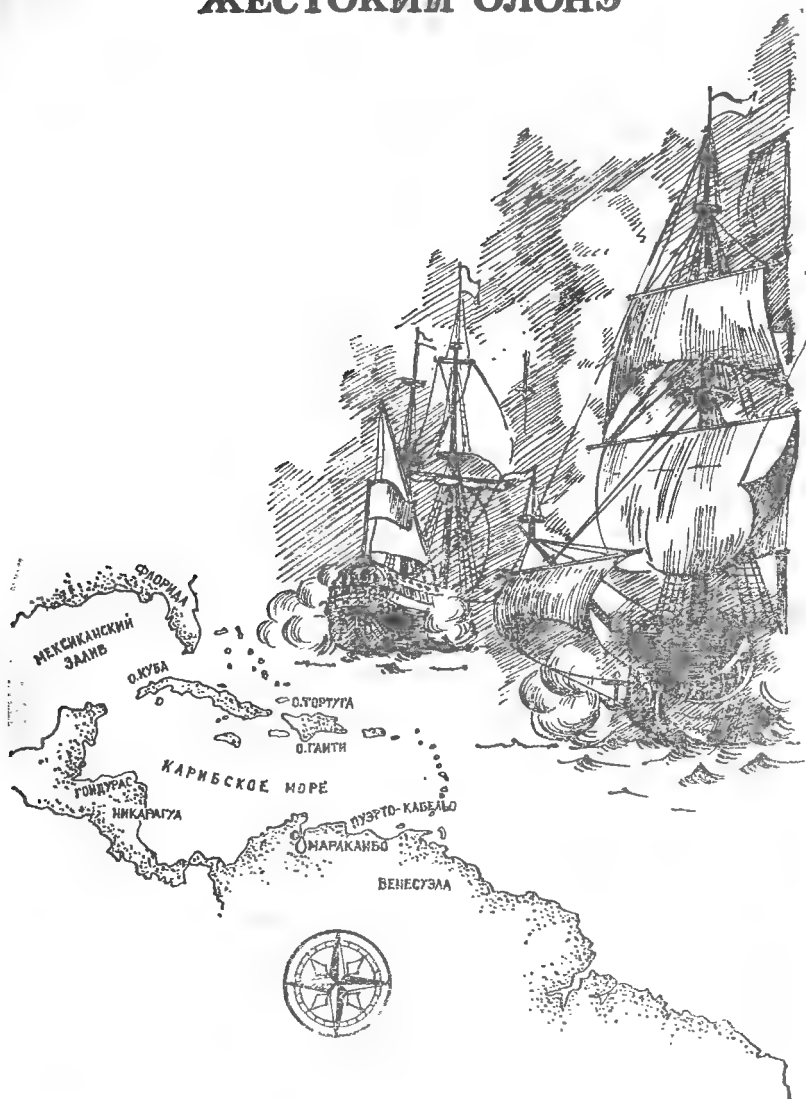 ЖЕСТОКИЙ ОЛОНЭ
ФЛОРИДА
МЕКСИКАНСКИЙ
ЗАЛИВ
О.КУБА
О.ТОРТУГА
О.ГАИТИ
КАРИБСКОЕ МОРЕ
ГОНДУРАС
НИКАРАГУА
ПУЭРТО-КАБЕЛЬО
МАРАКАИБО
ВЕНЕСУЭЛА